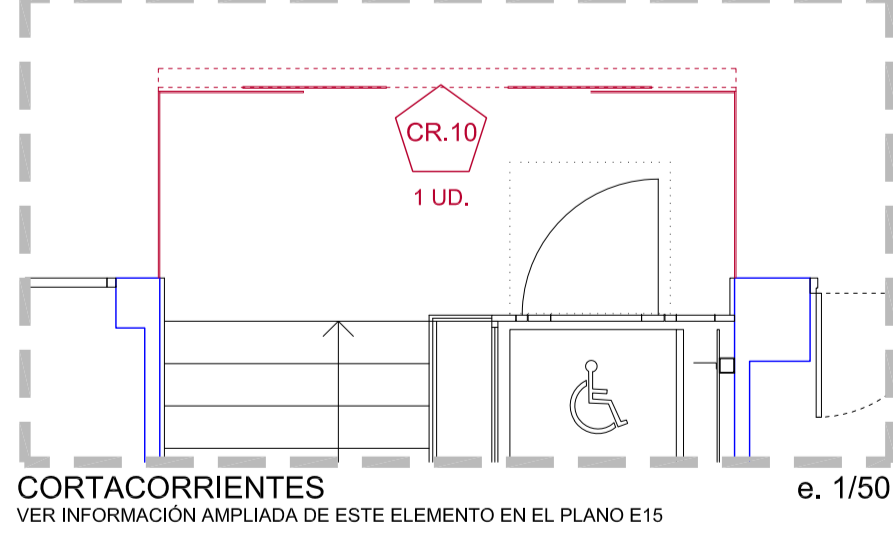 CR.10
1 UD.
CORTACORRIENTES
e. 1/50
VER INFORMACIÓN AMPLIADA DE ESTE ELEMENTO EN EL PLANO E15